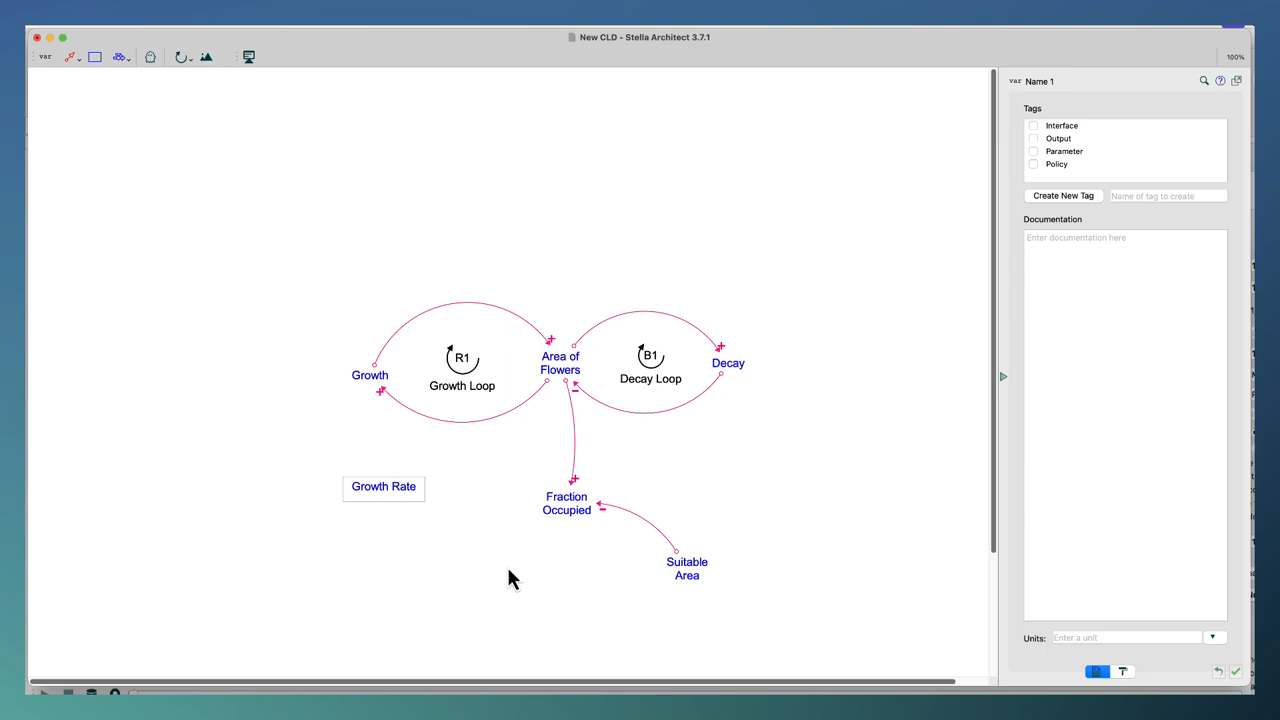 New CLD - Stella Architect 3.7.1
var
100%
var Name 1
Tags
Interface
Output
Parameter
Policy
Create New Tag
Name of tag to create
Documentation
Enter documentation here
+
+
R1
Growth Loop
Area of
Flowers
B1
Decay Loop
Decay
Growth
+
-
Growth Rate
+
Fraction
Occupied
-
Suitable
Area
Units:
Enter a unit